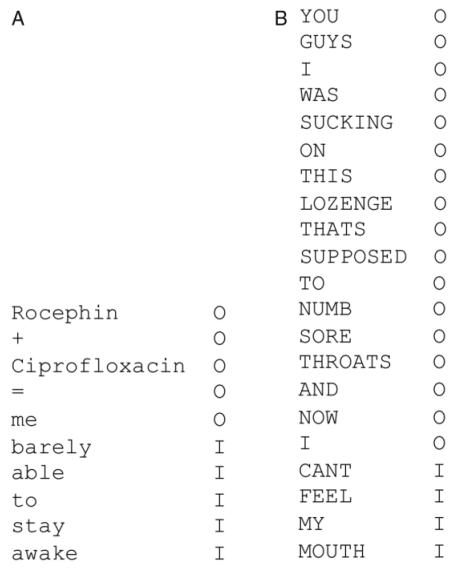 A
Rocephin O
+ O
Ciprofloxacin O
= O
me O
barely I
able I
to I
stay I
awake I
B
YOU O
GUYS O
I O
WAS O
SUCKING O
ON O
THIS O
LOZENGE O
THATS O
SUPPOSED O
TO O
NUMB O
SORE O
THROATS O
AND O
NOW O
I O
CANT I
FEEL I
MY I
MOUTH I